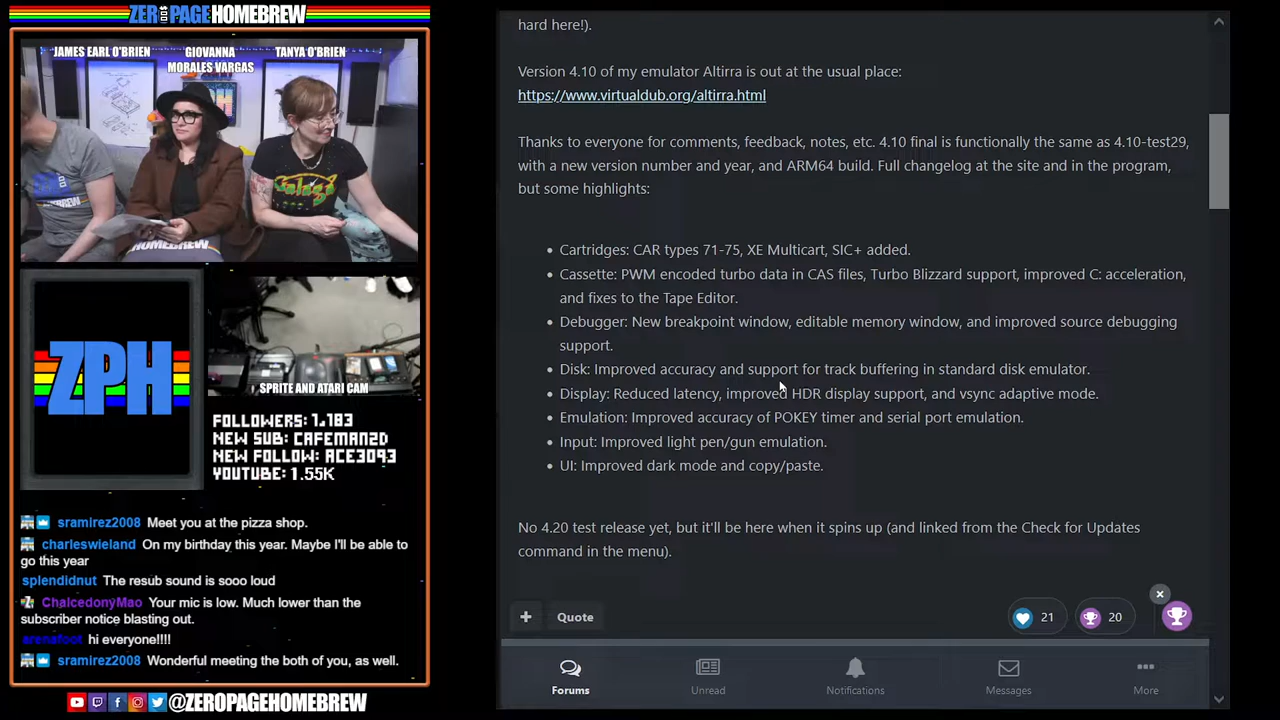 ZERO PAGE HOMEBREW
JAMES EARL O'BRIEN
GIOVANNA
MORALES VARGAS
TANYA O'BRIEN
HOMEBREW
ZPH
SPRITE AND ATARI CAM
FOLLOWERS: 1,183
NEW SUB: CAFEMAN2D
NEW FOLLOW: ACE3093
YOUTUBE: 1.55K
sramirez2008 Meet you at the pizza shop.
charleswieland On my birthday this year. Maybe I'll be able to
go this year
splendidnut The resub sound is sooo loud
ChalcedonyMao Your mic is low. Much lower than the
subscriber notice blasting out.
arenafoot hi everyone!!!!
sramirez2008 Wonderful meeting the both of you, as well.
@ZEROPAGEHOMEBREW
hard here!).
Version 4.10 of my emulator Altirra is out at the usual place:
https://www.virtualdub.org/altirra.html
Thanks to everyone for comments, feedback, notes, etc. 4.10 final is functionally the same as 4.10-test29,
with a new version number and year, and ARM64 build. Full changelog at the site and in the program,
but some highlights:
• Cartridges: CAR types 71-75, XE Multicart, SIC+ added.
• Cassette: PWM encoded turbo data in CAS files, Turbo Blizzard support, improved C: acceleration,
and fixes to the Tape Editor.
• Debugger: New breakpoint window, editable memory window, and improved source debugging
support.
• Disk: Improved accuracy and support for track buffering in standard disk emulator.
• Display: Reduced latency, improved HDR display support, and vsync adaptive mode.
• Emulation: Improved accuracy of POKEY timer and serial port emulation.
• Input: Improved light pen/gun emulation.
• UI: Improved dark mode and copy/paste.
No 4.20 test release yet, but it'll be here when it spins up (and linked from the Check for Updates
command in the menu).
+ Quote
21
20
Forums
Unread
Notifications
Messages
More